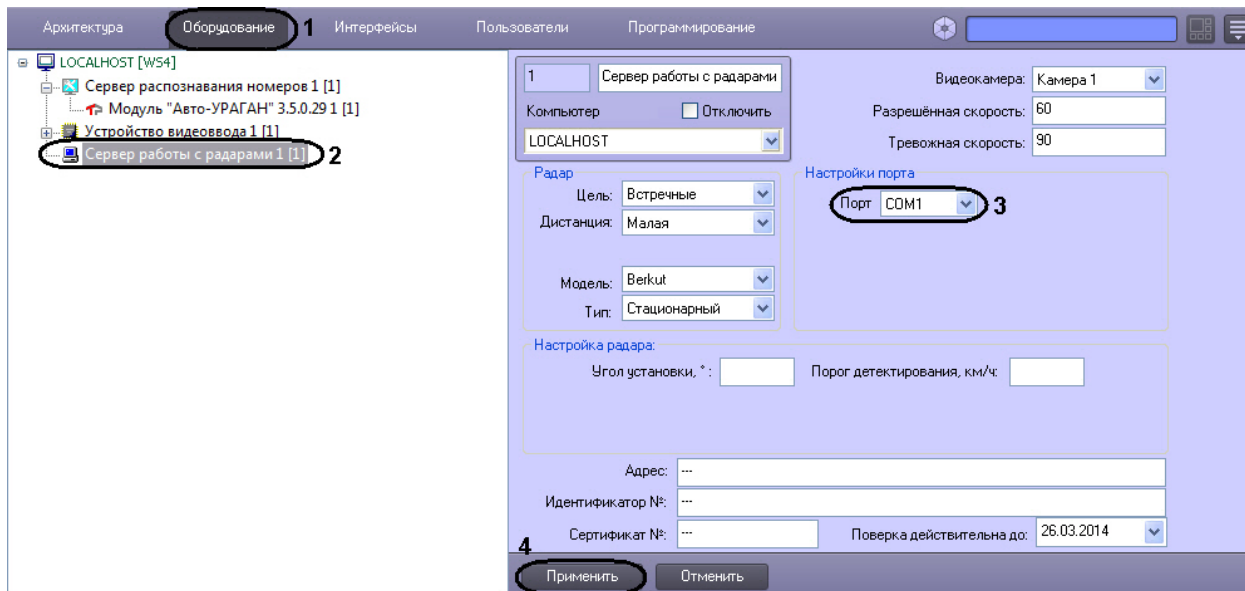 Архитектура Оборудование 1 Интерфейсы Пользователи Программирование
LOCALHOST [WS4]
Сервер распознавания номеров 1 [1]
Модуль "Авто-УРАГАН" 3.5.0.29 1 [1]
Устройство видеоввода 1 [1]
Сервер работы с радарами 1 [1] 2
1 Сервер работы с радарами
Компьютер Отключить
LOCALHOST
Видеокамера: Камера 1
Разрешённая скорость: 60
Тревожная скорость: 90
Радар
Цель: Встречные
Дистанция: Малая
Модель: Berkut
Тип: Стационарный
Настройки порта
Порт COM1 3
Настройка радара:
Угол установки, ° : Порог детектирования, км/ч:
Адрес: ---
Идентификатор №: ---
Сертификат №: --- Поверка действительна до: 26.03.2014
4
Применить Отменить